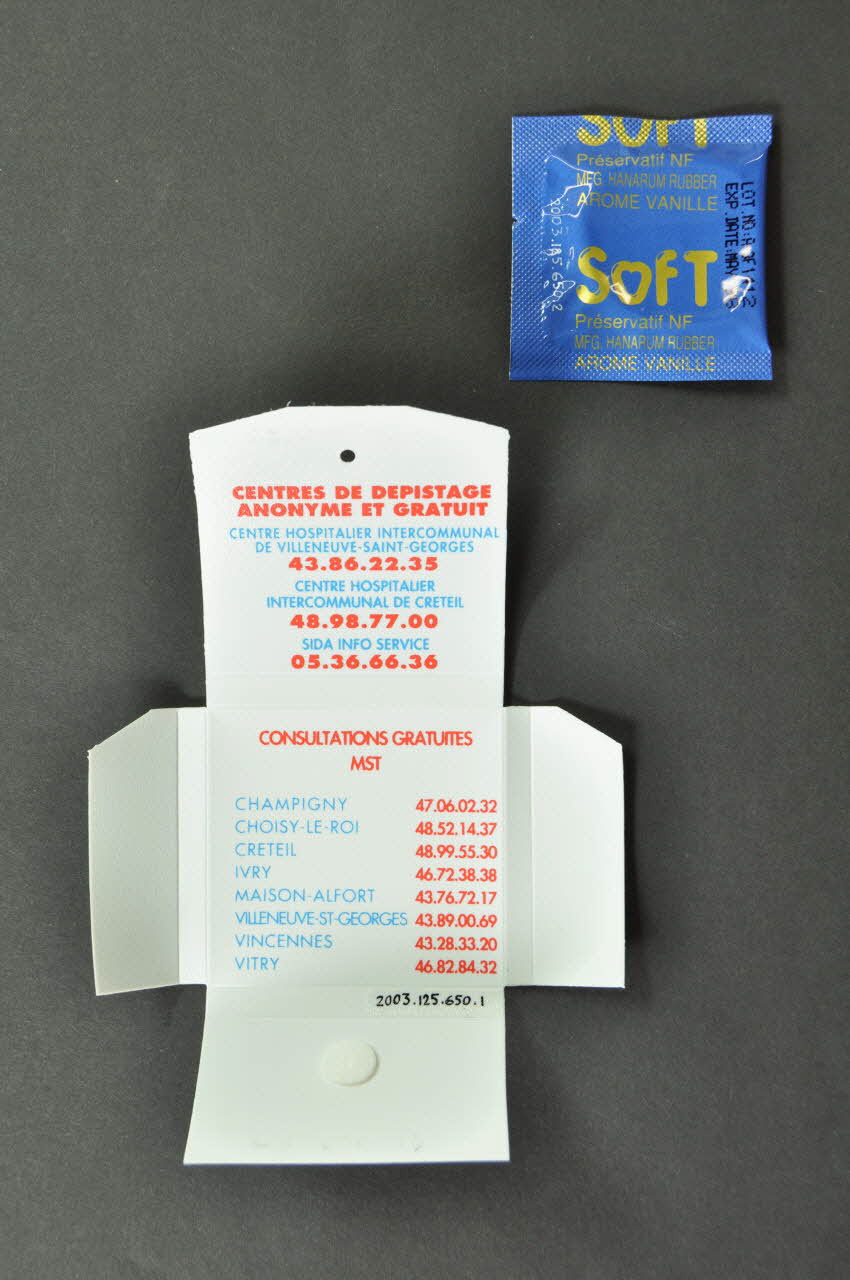 SOFT
Préservatif NF
MFG. HANARUM RUBBER
AROME VANILLE
SOFT
Préservatif NF
MFG. HANARUM RUBBER
AROME VANILLE
2003.125.650.2
LOT.NO:
EXP.DATE:MAY
CENTRES DE DEPISTAGE
ANONYME ET GRATUIT
CENTRE HOSPITALIER INTERCOMMUNAL
DE VILLENEUVE-SAINT-GEORGES
43.86.22.35
CENTRE HOSPITALIER
INTERCOMMUNAL DE CRETEIL
48.98.77.00
SIDA INFO SERVICE
05.36.66.36
CONSULTATIONS GRATUITES
MST
CHAMPIGNY 47.06.02.32
CHOISY-LE-ROI 48.52.14.37
CRETEIL 48.99.55.30
IVRY 46.72.38.38
MAISON-ALFORT 43.76.72.17
VILLENEUVE-ST-GEORGES 43.89.00.69
VINCENNES 43.28.33.20
VITRY 46.82.84.32
2003.125.650.1